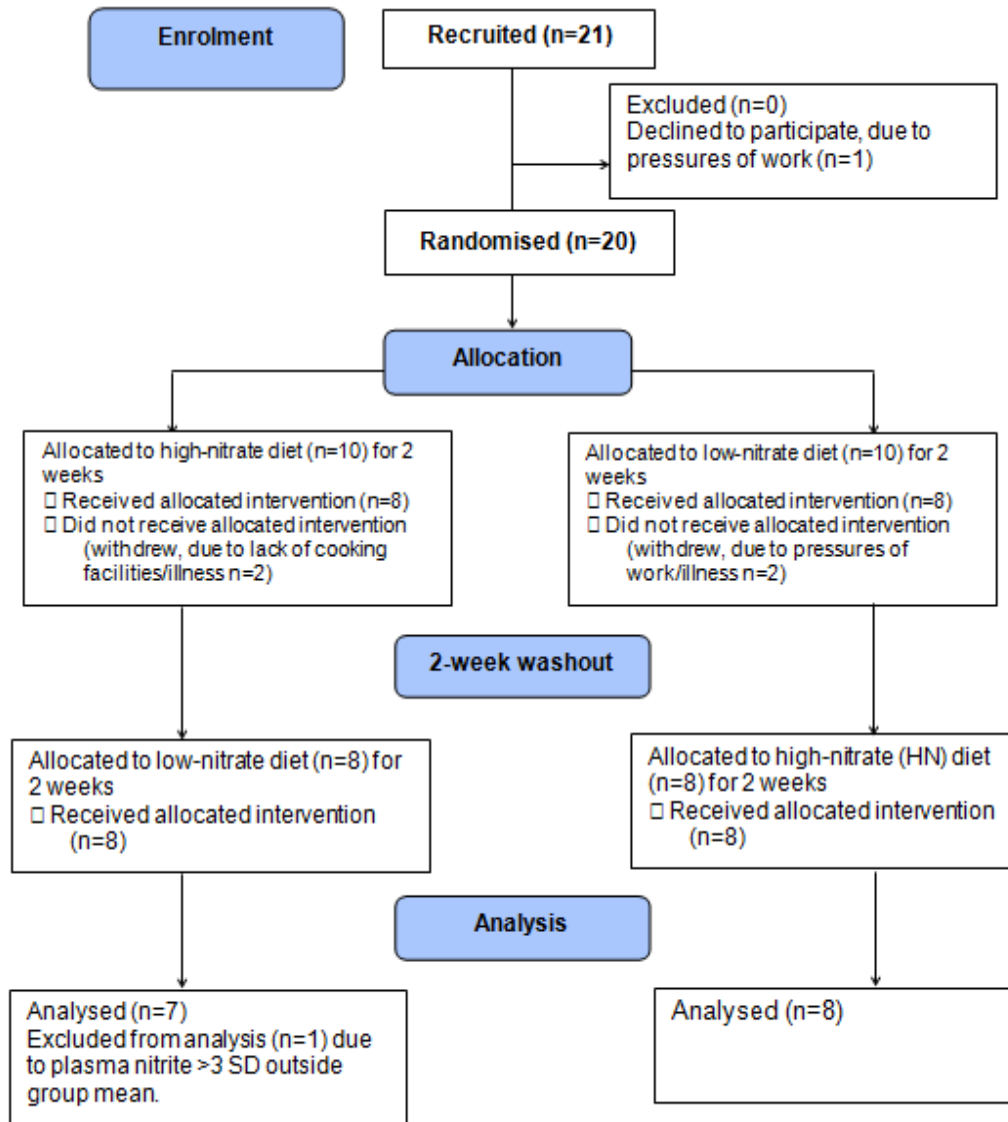 Enrolment
Recruited (n=21)
Excluded (n=0)
Declined to participate, due to
pressures of work (n=1)
Randomised (n=20)
Allocation
Allocated to high-nitrate diet (n=10) for 2
weeks
□ Received allocated intervention (n=8)
□ Did not receive allocated intervention
(withdrew, due to lack of cooking
facilities/illness n=2)
Allocated to low-nitrate diet (n=10) for 2
weeks
□ Received allocated intervention (n=8)
□ Did not receive allocated intervention
(withdrew, due to pressures of
work/illness n=2)
2-week washout
Allocated to low-nitrate diet (n=8) for
2 weeks
□ Received allocated intervention
(n=8)
Allocated to high-nitrate (HN) diet
(n=8) for 2 weeks
□ Received allocated intervention
(n=8)
Analysis
Analysed (n=7)
Excluded from analysis (n=1) due
to plasma nitrite >3 SD outside
group mean.
Analysed (n=8)